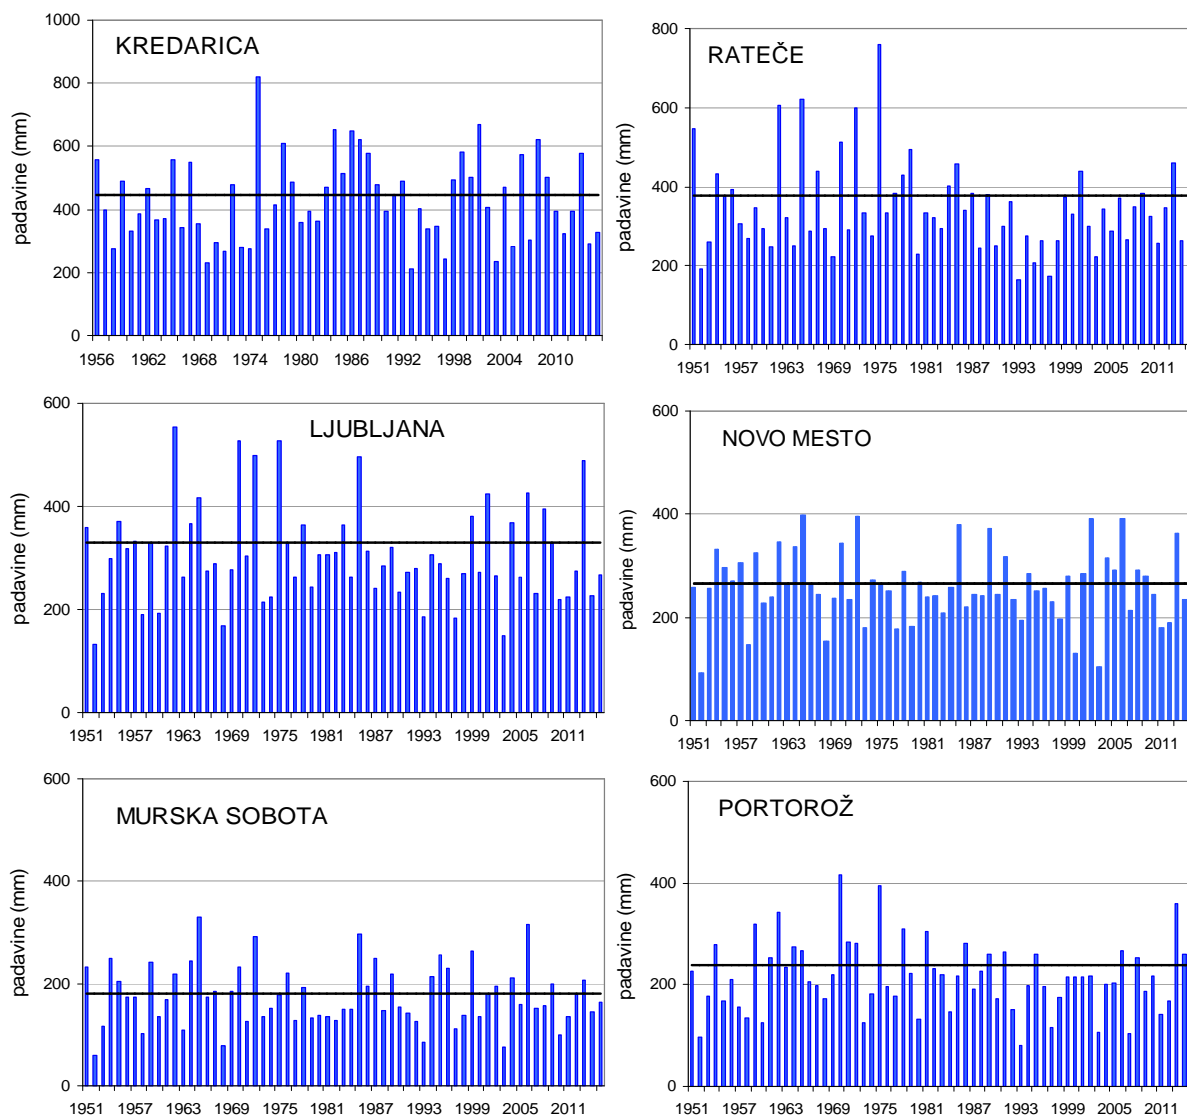 KREDARICA
padavine (mm)
1000
800
600
400
200
0
1956 1962 1968 1974 1980 1986 1992 1998 2004 2010
RATEČE
padavine (mm)
800
600
400
200
0
1951 1957 1963 1969 1975 1981 1987 1993 1999 2005 2011
LJUBLJANA
padavine (mm)
600
400
200
0
1951 1957 1963 1969 1975 1981 1987 1993 1999 2005 2011
NOVO MESTO
padavine (mm)
600
400
200
0
1951 1957 1963 1969 1975 1981 1987 1993 1999 2005 2011
MURSKA SOBOTA
padavine (mm)
600
400
200
0
1951 1957 1963 1969 1975 1981 1987 1993 1999 2005 2011
PORTOROŽ
padavine (mm)
600
400
200
0
1951 1957 1963 1969 1975 1981 1987 1993 1999 2005 2011